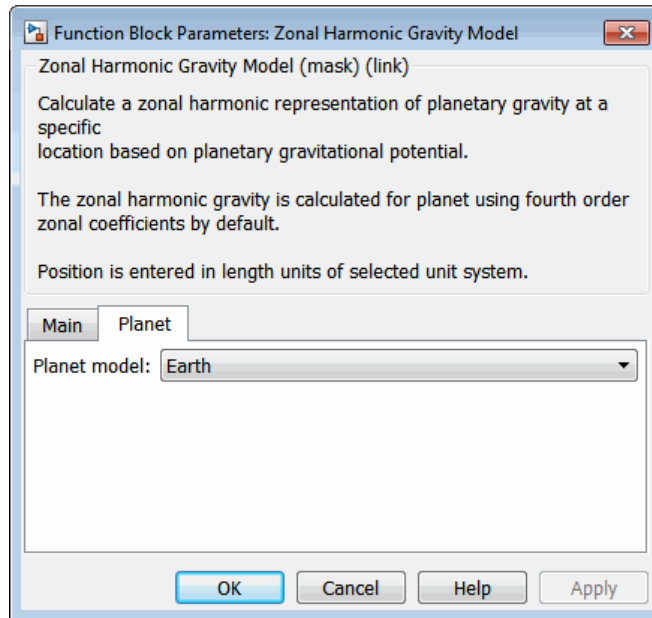 Function Block Parameters: Zonal Harmonic Gravity Model
Zonal Harmonic Gravity Model (mask) (link)
Calculate a zonal harmonic representation of planetary gravity at a
specific
location based on planetary gravitational potential.
The zonal harmonic gravity is calculated for planet using fourth order
zonal coefficients by default.
Position is entered in length units of selected unit system.
Main Planet
Planet model: Earth
OK Cancel Help Apply